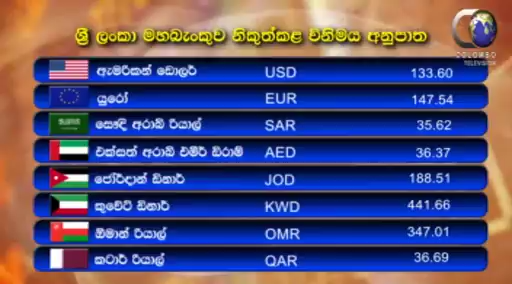 ශ්‍රී ලංකා මහබැංකුව නිකුත්කළ විනිමය අනුපාත
COLOMBO
TELEVISION
ඇමරිකන් ඩොලර් USD 133.60
යුරෝ EUR 147.54
සෞදි අරාබි රියාල් SAR 35.62
එක්සත් අරාබි එමීර් ඩිරාම් AED 36.37
ජෝර්දාන් ඩිනාර් JOD 188.51
කුවේට් ඩිනාර් KWD 441.66
ඕමාන් රියාල් OMR 347.01
කටාර් රියාල් QAR 36.69